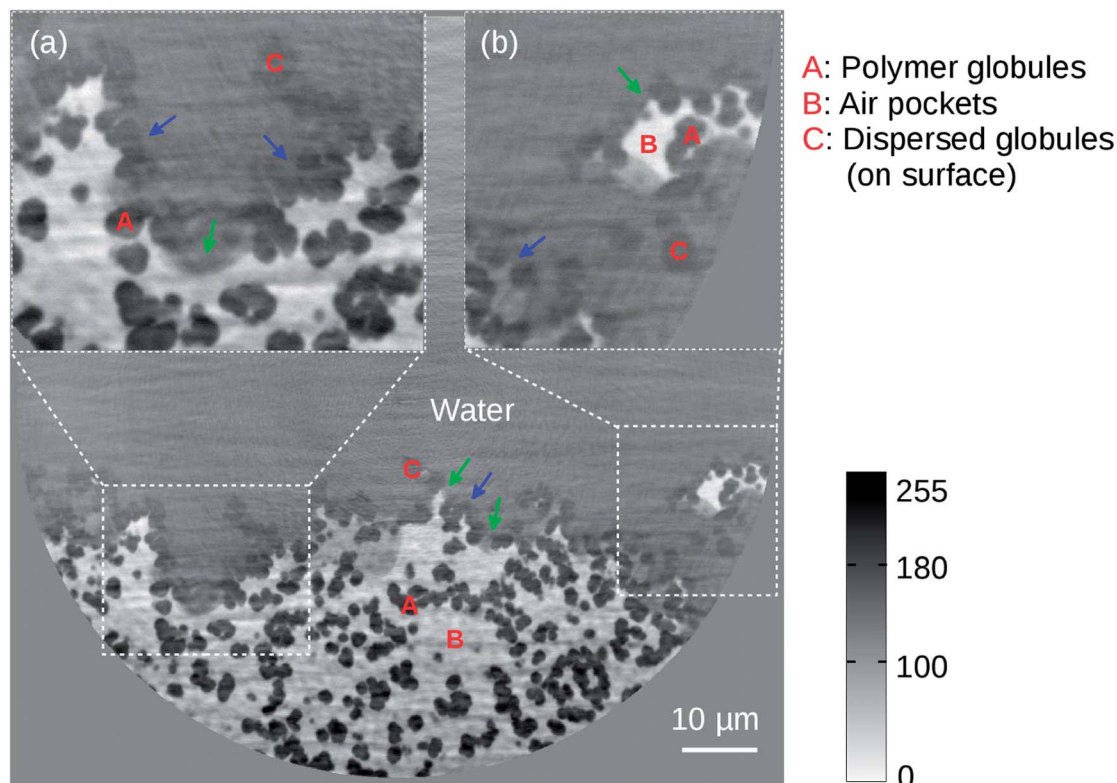 (a)
C
A
(b)
B
A
C
A: Polymer globules
B: Air pockets
C: Dispersed globules
(on surface)
Water
C
A
B
10 µm
255
180
100
0